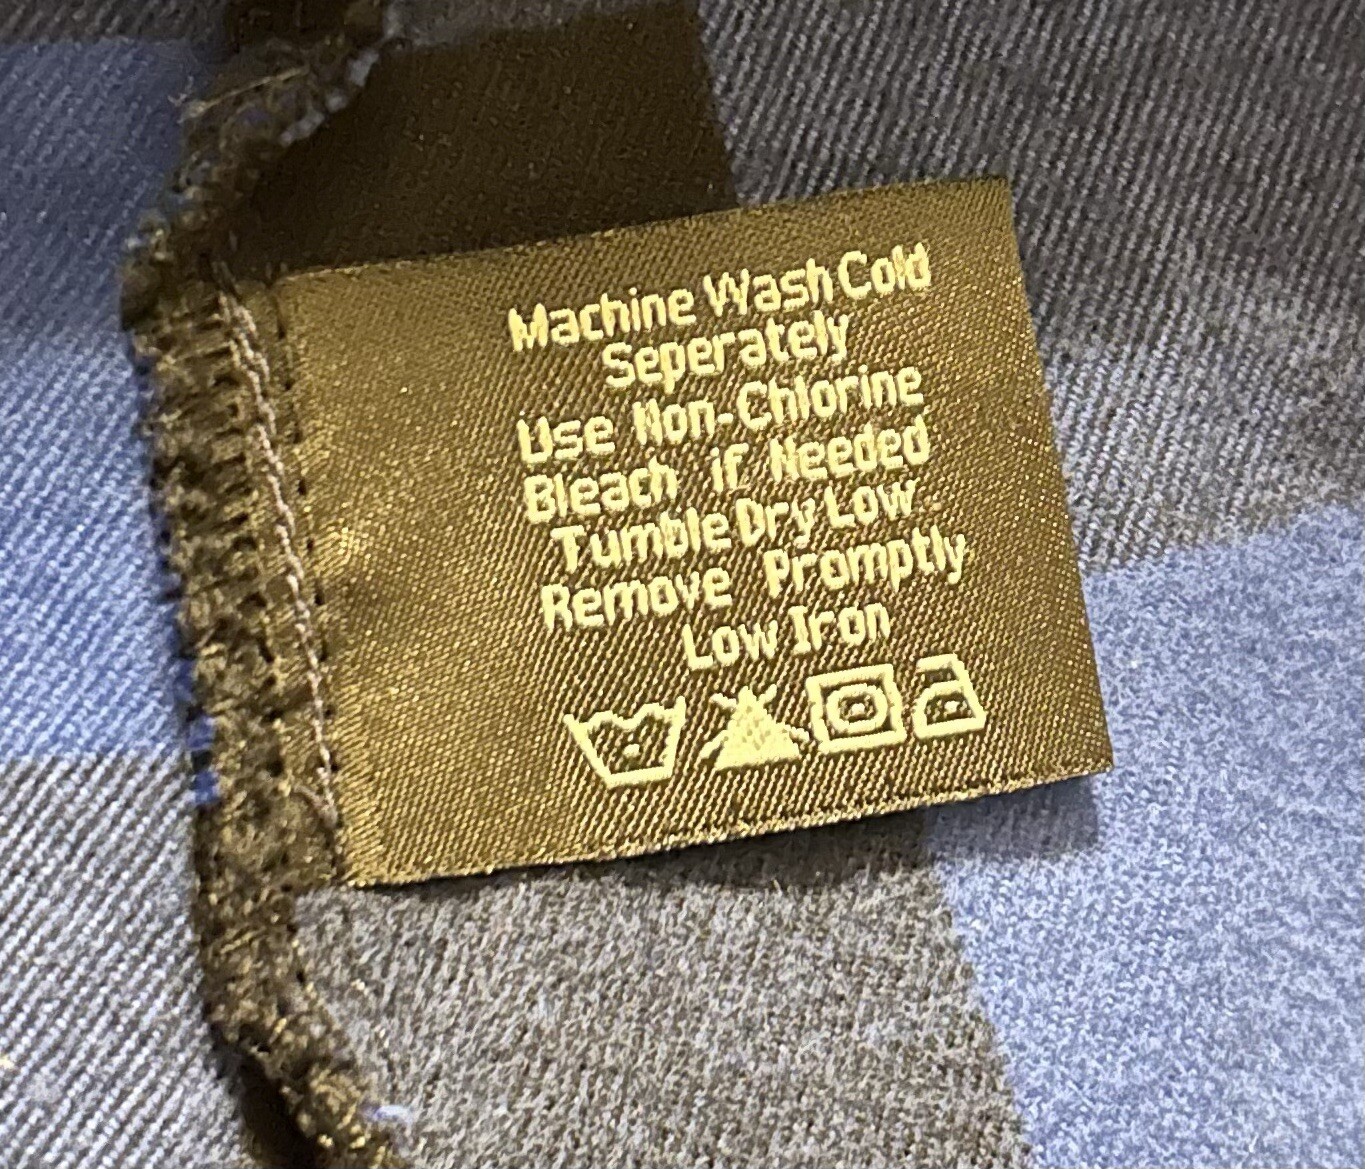 Machine Wash Cold
Seperately
Use Non-Chlorine
Bleach if Needed
Tumble Dry Low
Remove Promptly
Low Iron